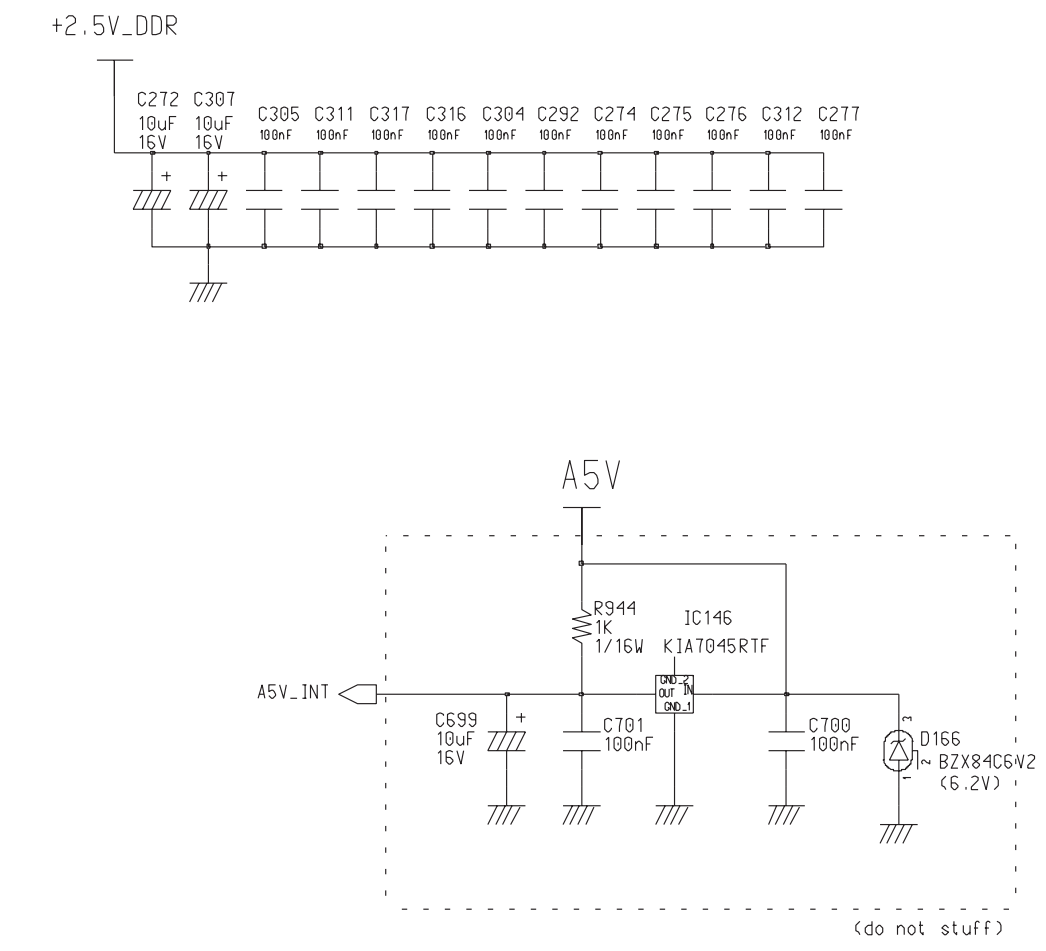 +2.5V_DDR
C272 C307
10uF 10uF
16V 16V
C305 C311 C317 C316 C304 C292 C274 C275 C276 C312 C277
100nF 100nF 100nF 100nF 100nF 100nF 100nF 100nF 100nF 100nF 100nF
+ +
A5V
R944
1K
1/16W
IC146
KIA7045RTF
GND_2
OUT IN
GND_1
A5V_INT
C699 +
10uF
16V
C701
100nF
C700
100nF
3
D166
2 BZX84C6V2
1 (6.2V)
(do not stuff)